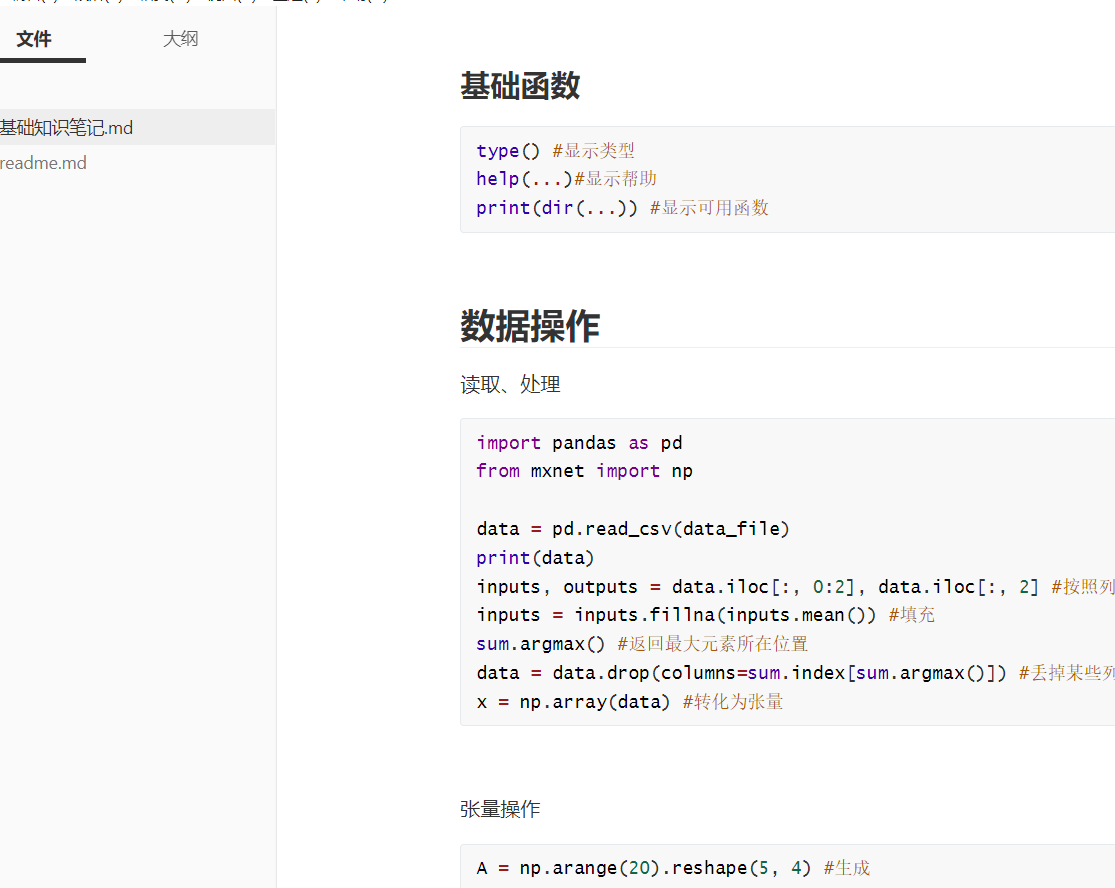 文件
大纲
基础知识笔记.md
readme.md
基础函数
type() #显示类型
help(...)#显示帮助
print(dir(...)) #显示可用函数
数据操作
读取、处理
import pandas as pd
from mxnet import np
data = pd.read_csv(data_file)
print(data)
inputs, outputs = data.iloc[:, 0:2], data.iloc[:, 2] #按照列
inputs = inputs.fillna(inputs.mean()) #填充
sum.argmax() #返回最大元素所在位置
data = data.drop(columns=sum.index[sum.argmax()]) #丢掉某些列
x = np.array(data) #转化为张量
张量操作
A = np.arange(20).reshape(5, 4) #生成